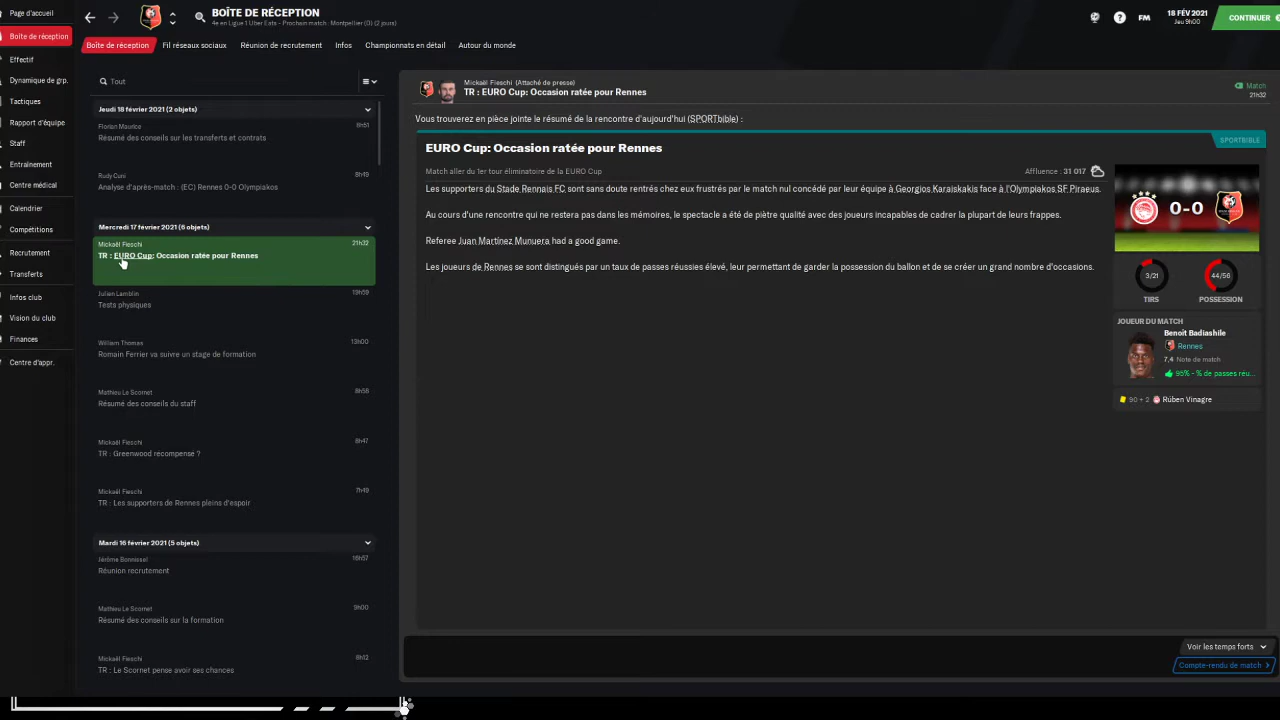 Page d'accueil
Boîte de réception
Effectif
Dynamique de grp.
Tactiques
Rapport d'équipe
Staff
Entraînement
Centre médical
Calendrier
Compétitions
Recrutement
Transferts
Infos club
Vision du club
Finances
Centre d'appr.
BOÎTE DE RÉCEPTION
4e en Ligue 1 Uber Eats - Prochain match: Montpellier (D) (2 jours)
FM
18 FÉV 2021
Jeu 9h00
CONTINUER
Boîte de réception
Fil réseaux sociaux
Réunion de recrutement
Infos
Championnats en détail
Autour du monde
Tout
Jeudi 18 février 2021 (2 objets)
Florian Maurice
8h51
Résumé des conseils sur les transferts et contrats
Rudy Cuni
8h49
Analyse d'après-match : (EC) Rennes 0-0 Olympiakos
Mercredi 17 février 2021 (6 objets)
Mickaël Fieschi
21h32
TR : EURO Cup: Occasion ratée pour Rennes
Julien Lamblin
19h59
Tests physiques
William Thomas
13h00
Romain Ferrier va suivre un stage de formation
Mathieu Le Scornet
8h58
Résumé des conseils du staff
Mickaël Fieschi
8h47
TR : Greenwood recompense ?
Mickaël Fieschi
7h49
TR : Les supporters de Rennes pleins d'espoir
Mardi 16 février 2021 (5 objets)
Jérôme Bonnissel
16h57
Réunion recrutement
Mathieu Le Scornet
9h00
Résumé des conseils sur la formation
Mickaël Fieschi
8h12
TR : Le Scornet pense avoir ses chances
Mickaël Fieschi (Attaché de presse)
TR : EURO Cup: Occasion ratée pour Rennes
Match
21h32
Vous trouverez en pièce jointe le résumé de la rencontre d'aujourd'hui (SPORTbible) :
SPORTBIBLE
EURO Cup: Occasion ratée pour Rennes
Match aller du 1er tour éliminatoire de la EURO Cup
Affluence : 31 017
Les supporters du Stade Rennais FC sont sans doute rentrés chez eux frustrés par le match nul concédé par leur équipe à Georgios Karaiskakis face à l'Olympiakos SF Piraeus.
Au cours d'une rencontre qui ne restera pas dans les mémoires, le spectacle a été de piètre qualité avec des joueurs incapables de cadrer la plupart de leurs frappes.
Referee Juan Martínez Munuera had a good game.
Les joueurs de Rennes se sont distingués par un taux de passes réussies élevé, leur permettant de garder la possession du ballon et de se créer un grand nombre d'occasions.
0-0
3/21
44/56
TIRS
POSSESSION
JOUEUR DU MATCH
Benoît Badiashile
Rennes
7,4 Note de match
95% - % de passes réu...
90 + 2 Rúben Vinagre
Voir les temps forts
Compte-rendu de match